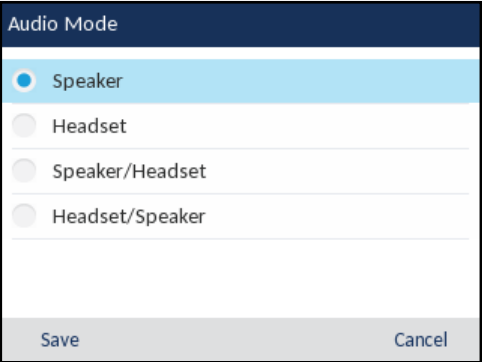 Audio Mode
Speaker
Headset
Speaker/Headset
Headset/Speaker
Save Cancel